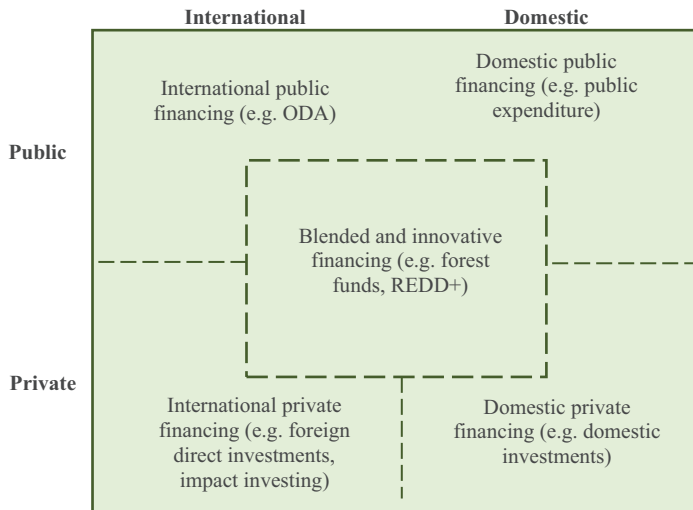 International
Domestic
International public
financing (e.g. ODA)
Domestic public
financing (e.g. public
expenditure)
Public
Blended and innovative
financing (e.g. forest
funds, REDD+)
Private
International private
financing (e.g. foreign
direct investments,
impact investing)
Domestic private
financing (e.g. domestic
investments)